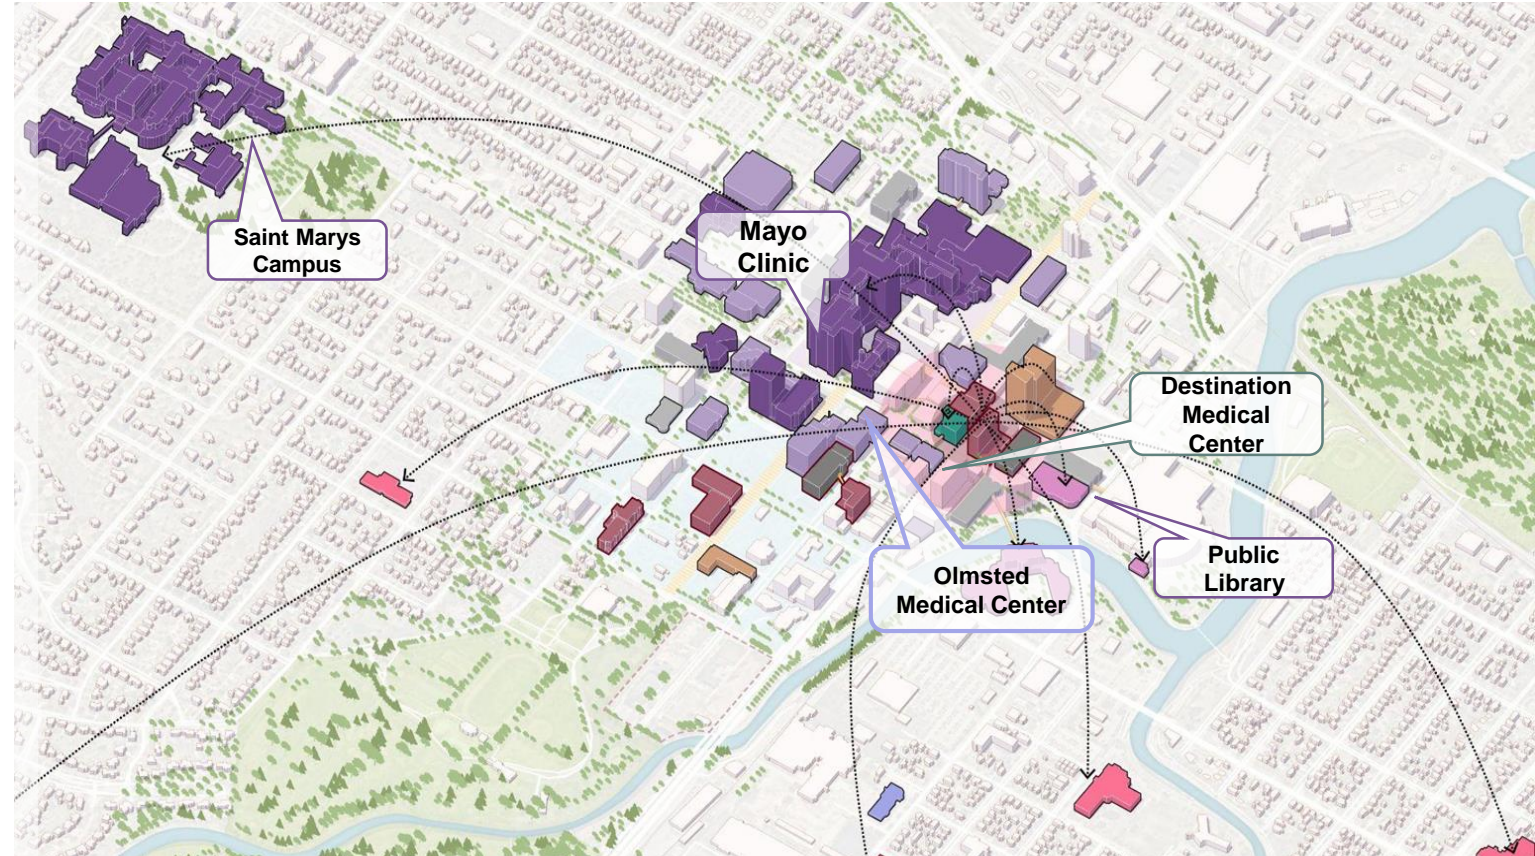 Saint Marys
Campus
Mayo
Clinic
Destination
Medical
Center
Public
Library
Olmsted
Medical Center